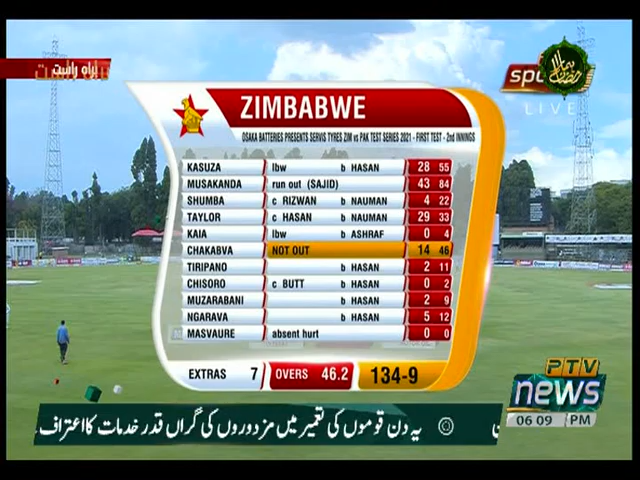 براہ راست
spo
LIVE
ZIMBABWE
OSAKA BATTERIES PRESENTS SERVIS TYRES ZIM vs PAK TEST SERIES 2021 - FIRST TEST - 2nd INNINGS
KASUZA lbw b HASAN 28 55
MUSAKANDA run out (SAJID) 43 84
SHUMBA c RIZWAN b NAUMAN 4 22
TAYLOR c HASAN b NAUMAN 29 33
KAIA lbw b ASHRAF 0 4
CHAKABVA NOT OUT 14 46
TIRIPANO b HASAN 2 11
CHISORO c BUTT b HASAN 0 2
MUZARABANI b HASAN 2 9
NGARAVA b HASAN 5 12
MASVAURE absent hurt 0 0
EXTRAS 7 OVERS 46.2 134-9
PTV
news
06 09 PM
یہ دن قوموں کی تعمیر میں مزدوروں کی گراں قدر خدمات کا اعتراف